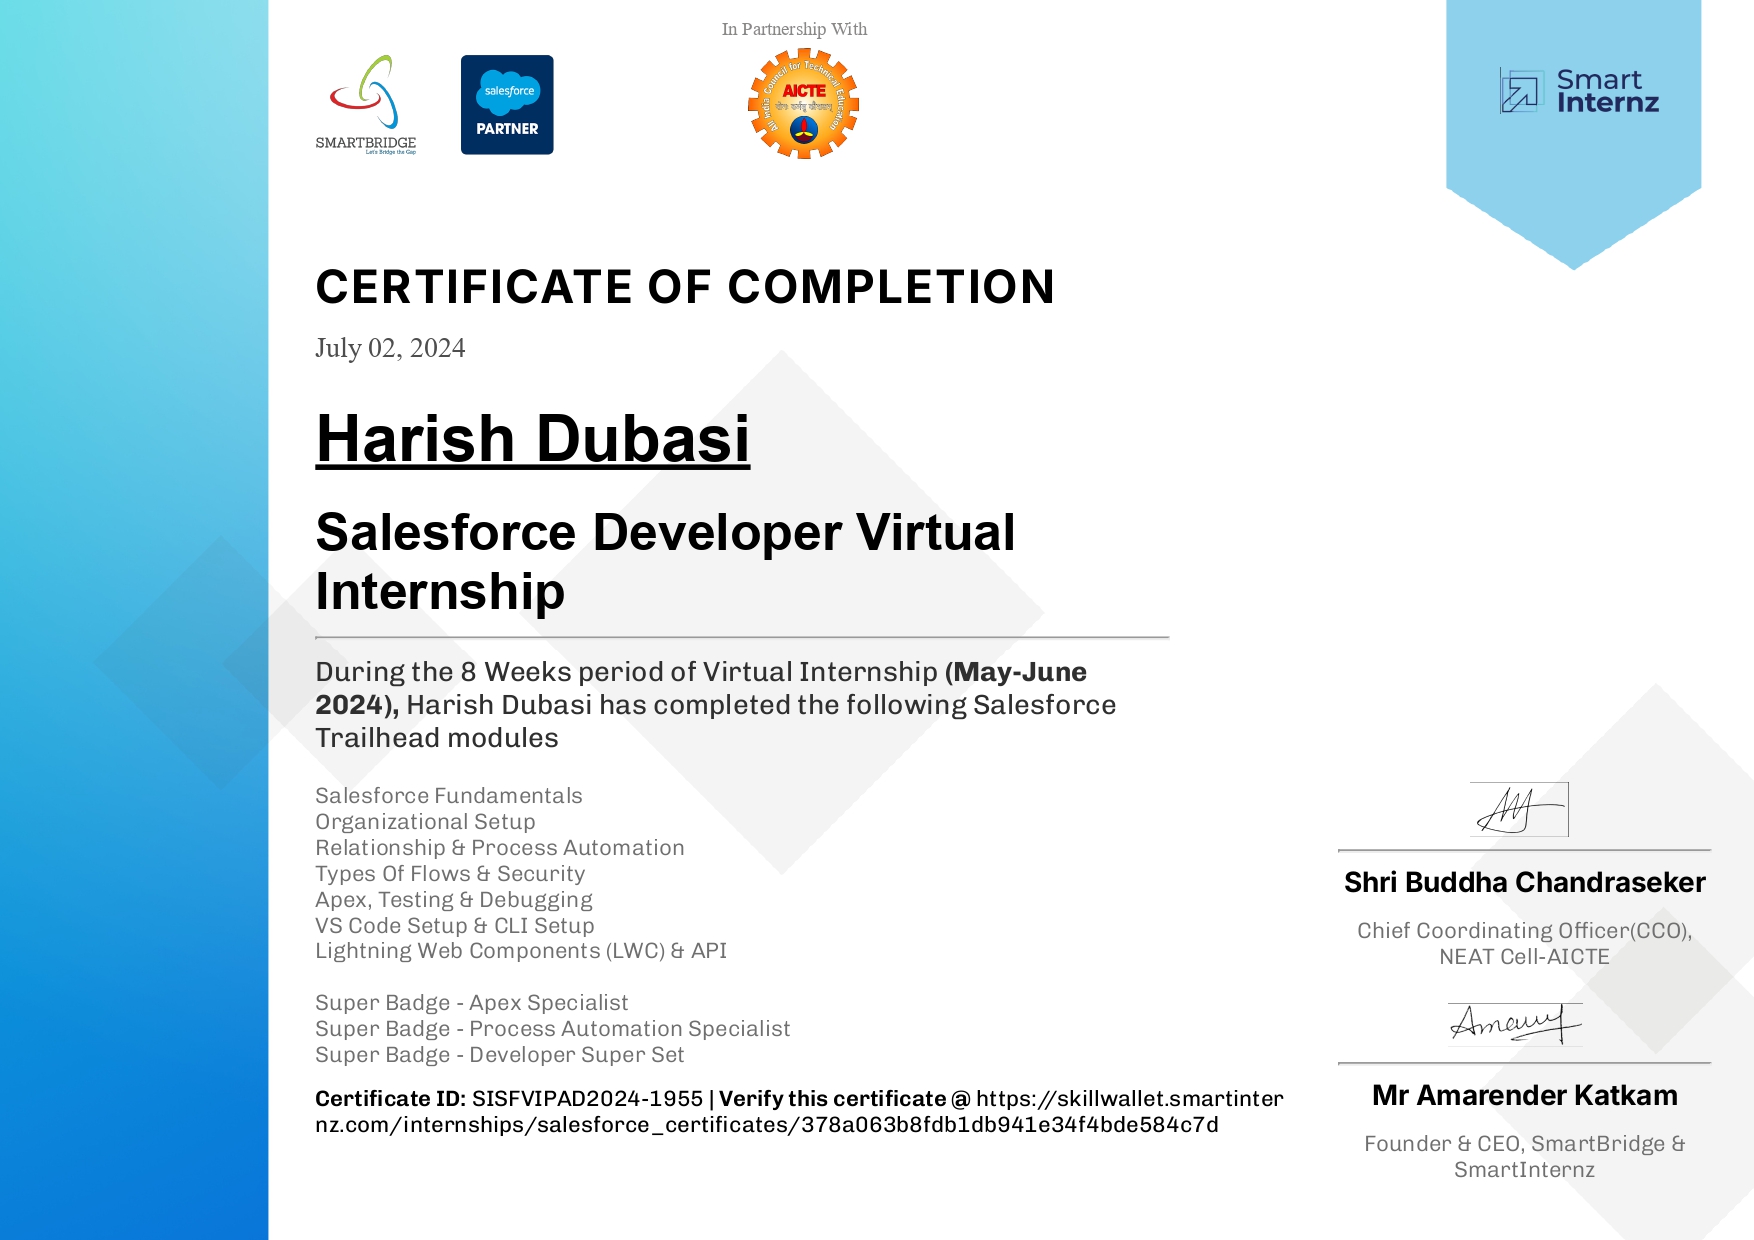 In Partnership With
SMARTBRIDGE
Let's Bridge the Gap
salesforce
PARTNER
All India Council for Technical Education
AICTE
Smart
Internz
CERTIFICATE OF COMPLETION
July 02, 2024
Harish Dubasi
Salesforce Developer Virtual
Internship
During the 8 Weeks period of Virtual Internship (May-June
2024), Harish Dubasi has completed the following Salesforce
Trailhead modules
Salesforce Fundamentals
Organizational Setup
Relationship & Process Automation
Types Of Flows & Security
Apex, Testing & Debugging
VS Code Setup & CLI Setup
Lightning Web Components (LWC) & API
Super Badge - Apex Specialist
Super Badge - Process Automation Specialist
Super Badge - Developer Super Set
Certificate ID: SISFVIPAD2024-1955 | Verify this certificate @ https://skillwallet.smartinter
nz.com/internships/salesforce_certificates/378a063b8fdb1db941e34f4bde584c7d
Shri Buddha Chandraseker
Chief Coordinating Officer(CCO),
NEAT Cell-AICTE
Mr Amarender Katkam
Founder & CEO, SmartBridge &
SmartInternz